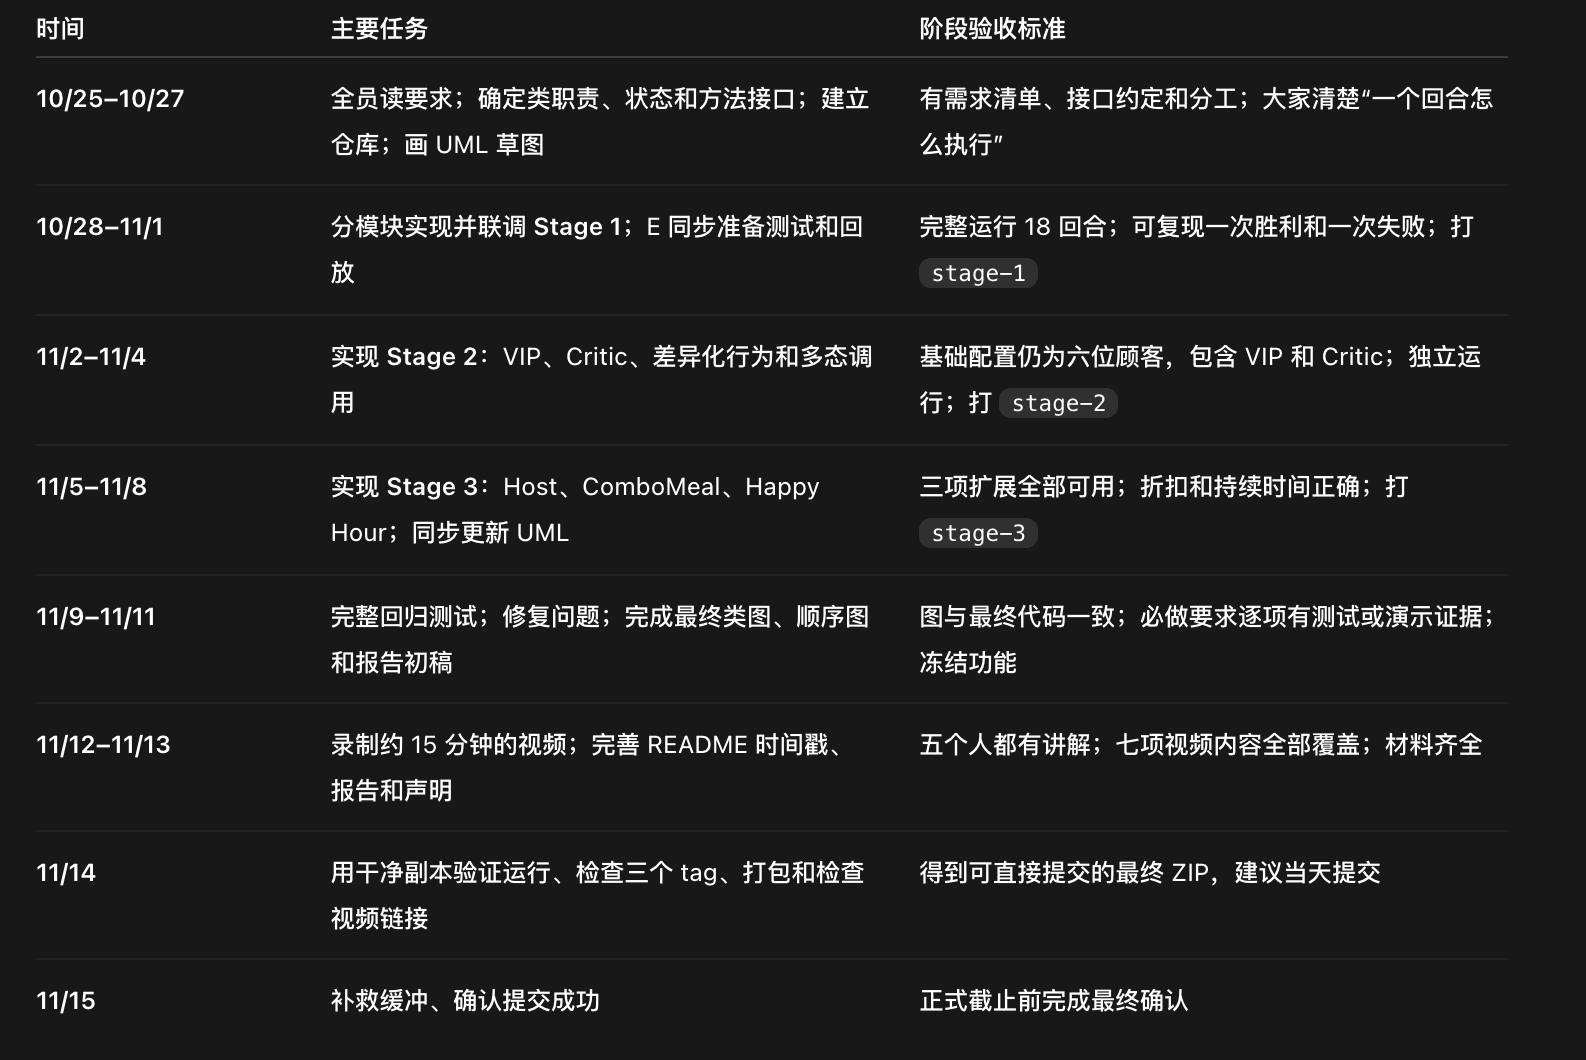 时间 主要任务 阶段验收标准
10/25–10/27 全员读要求；确定类职责、状态和方法接口；建立 有需求清单、接口约定和分工；大家清楚“一个回合怎
仓库；画 UML 草图 么执行”
10/28–11/1 分模块实现并联调 Stage 1；E 同步准备测试和回 完整运行 18 回合；可复现一次胜利和一次失败；打
放 stage-1
11/2–11/4 实现 Stage 2：VIP、Critic、差异化行为和多态调 基础配置仍为六位顾客，包含 VIP 和 Critic；独立运
用 行；打 stage-2
11/5–11/8 实现 Stage 3：Host、ComboMeal、Happy 三项扩展全部可用；折扣和持续时间正确；打
Hour；同步更新 UML stage-3
11/9–11/11 完整回归测试；修复问题；完成最终类图、顺序图 图与最终代码一致；必做要求逐项有测试或演示证据；
和报告初稿 冻结功能
11/12–11/13 录制约 15 分钟的视频；完善 README 时间戳、 五个人都有讲解；七项视频内容全部覆盖；材料齐全
报告和声明
11/14 用干净副本验证运行、检查三个 tag、打包和检查 得到可直接提交的最终 ZIP，建议当天提交
视频链接
11/15 补救缓冲、确认提交成功 正式截止前完成最终确认